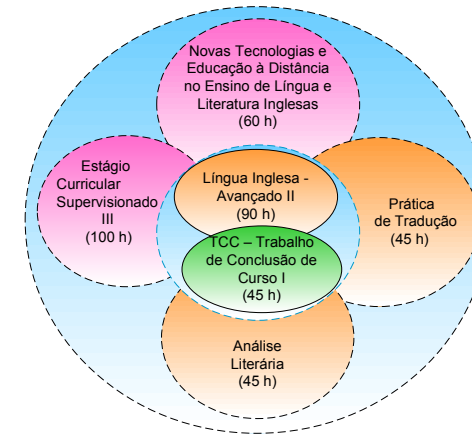 Novas Tecnologias e
Educação à Distância
no Ensino de Língua e
Literatura Inglesas
(60 h)
Estágio
Curricular
Supervisionado
III
(100 h)
Língua Inglesa -
Avançado II
(90 h)
Prática
de Tradução
(45 h)
TCC – Trabalho
de Conclusão de
Curso I
(45 h)
Análise
Literária
(45 h)